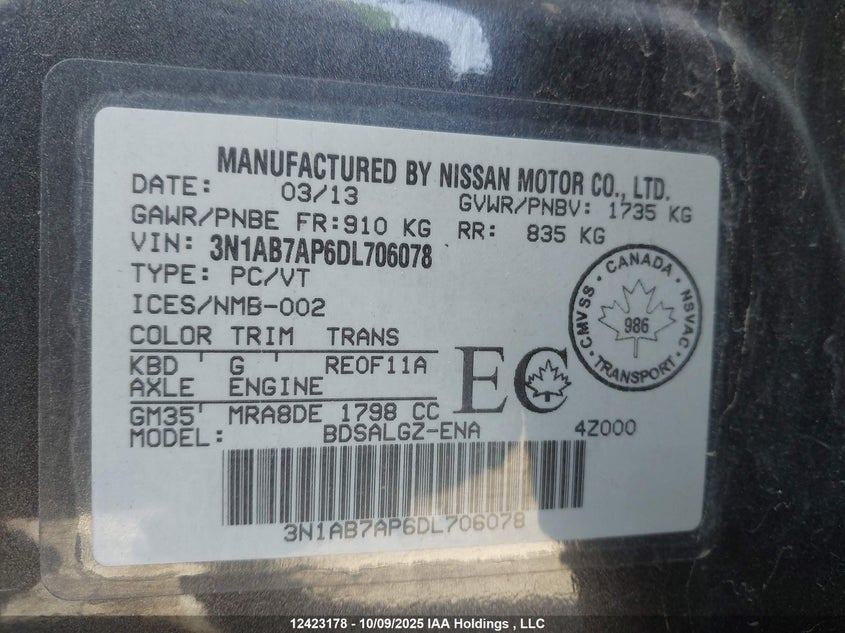 MANUFACTURED BY NISSAN MOTOR CO., LTD.
DATE: 03/13 GVWR/PNBV: 1735 KG
GAWR/PNBE FR:910 KG RR: 835 KG
VIN: 3N1AB7AP6DL706078
TYPE: PC/VT
ICES/NMB-002
COLOR TRIM TRANS
KBD ' G ' RE0F11A
AXLE ENGINE
GM35' MRA8DE 1798 CC
MODEL: BDSALGZ-ENA 4Z000
EC
CANADA
CMVSS · NSVAC
986
TRANSPORT
3N1AB7AP6DL706078
12423178 - 10/09/2025 IAA Holdings , LLC